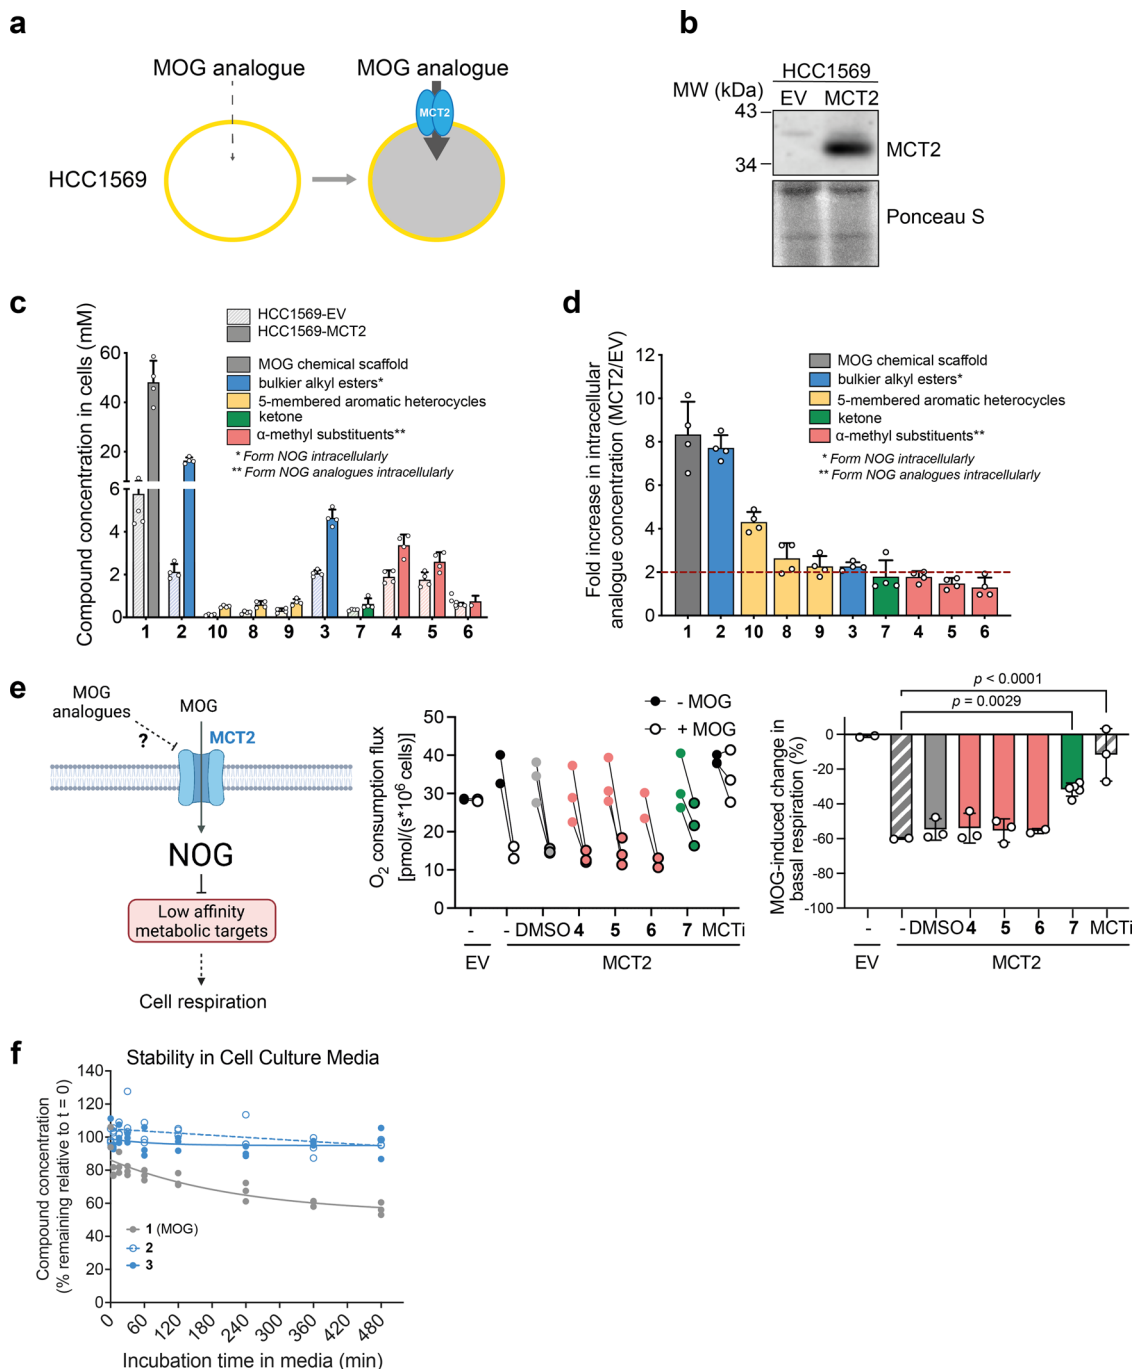 a
MOG analogue
MOG analogue
MCT2
HCC1569
b
HCC1569
MW (kDa)
EV
MCT2
43
34
MCT2
Ponceau S
c
Compound concentration in cells (mM)
60
40
20
6
4
2
0
HCC1569-EV
HCC1569-MCT2
MOG chemical scaffold
bulkier alkyl esters*
5-membered aromatic heterocycles
ketone
α-methyl substituents**
* Form NOG intracellularly
** Form NOG analogues intracellularly
1 2 10 8 9 3 7 4 5 6
d
Fold increase in intracellular
analogue concentration (MCT2/EV)
12
10
8
6
4
2
0
MOG chemical scaffold
bulkier alkyl esters*
5-membered aromatic heterocycles
ketone
α-methyl substituents**
* Form NOG intracellularly
** Form NOG analogues intracellularly
1 2 10 8 9 3 7 4 5 6
e
MOG
analogues
MOG
?
MCT2
NOG
Low affinity
metabolic targets
Cell respiration
O2 consumption flux
[pmol/(s*10^6 cells)]
50
40
30
20
10
0
- MOG
+ MOG
- - DMSO 4 5 6 7 MCTi
EV
MCT2
p < 0.0001
p = 0.0029
MOG-induced change in
basal respiration (%)
0
-20
-40
-60
-80
-100
- - DMSO 4 5 6 7 MCTi
EV
MCT2
f
Stability in Cell Culture Media
Compound concentration
(% remaining relative to t = 0)
140
120
100
80
60
40
20
0
1 (MOG)
2
3
0 60 120 180 240 300 360 420 480
Incubation time in media (min)